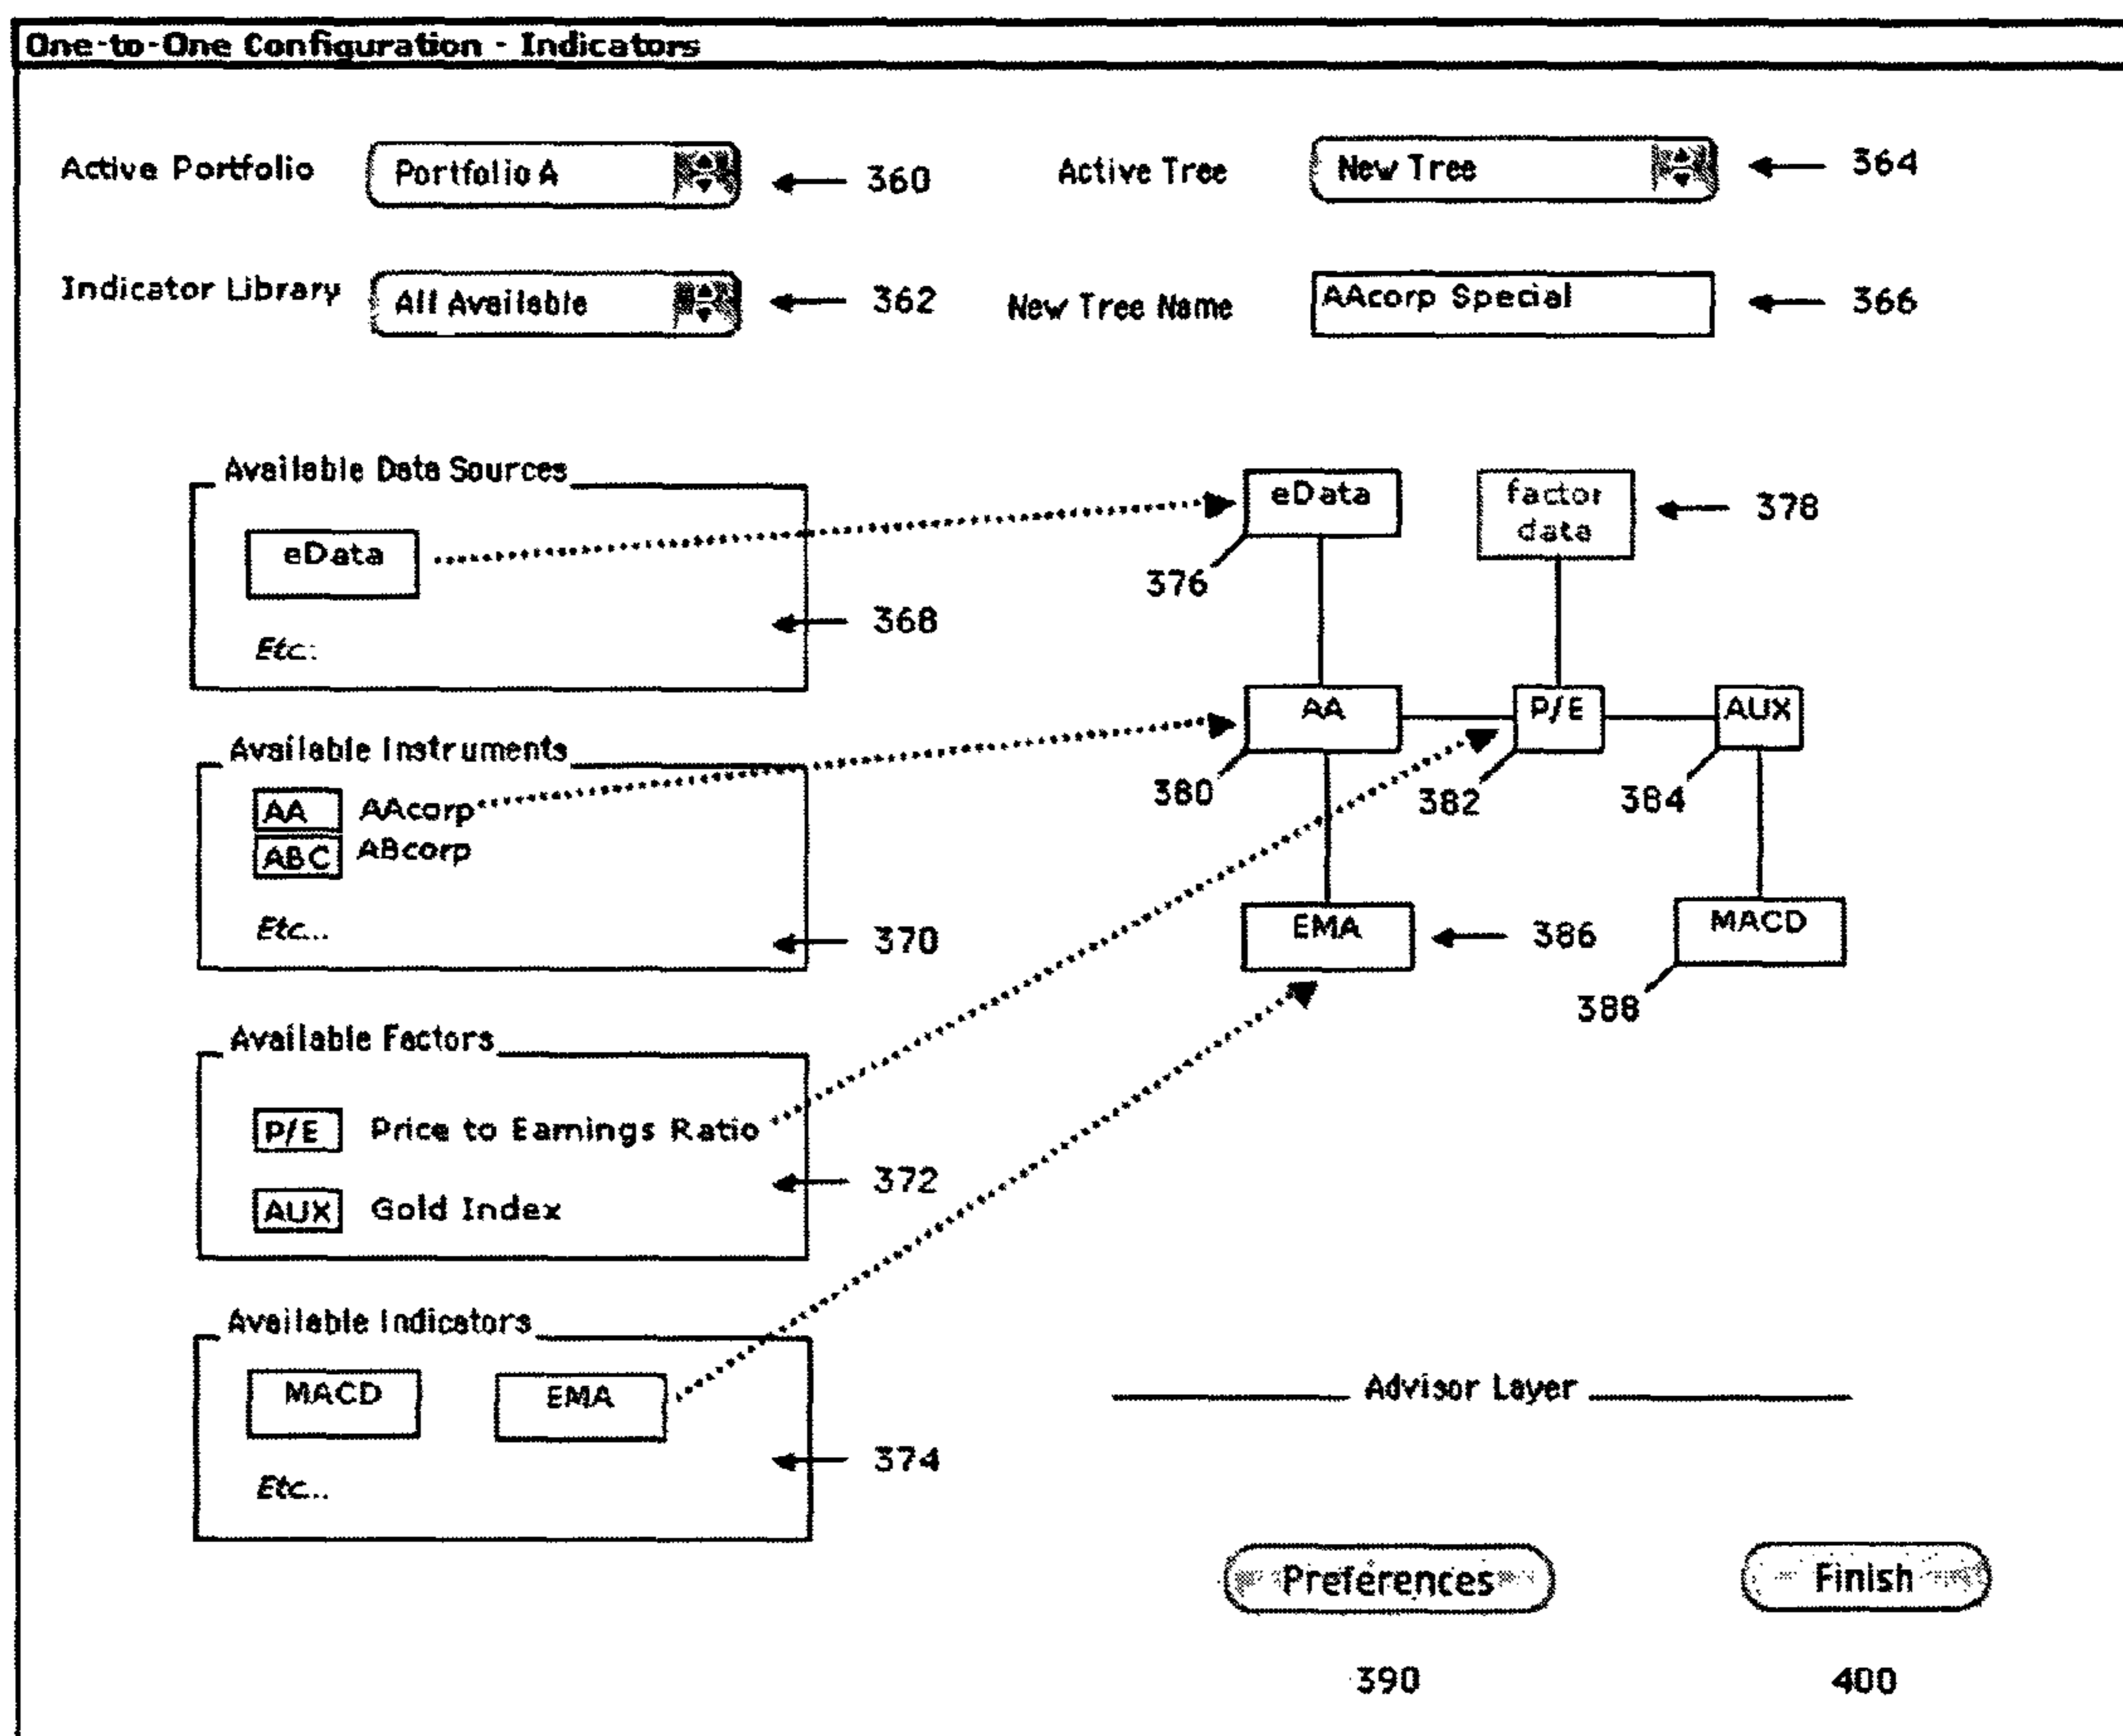 One-to-One Configuration - Indicators
Active Portfolio Portfolio A 360 Active Tree New Tree 364
Indicator Library All Available 362 New Tree Name AAcorp Special 366
Available Data Sources
eData
368
Etc.:
eData
376
factor
data
378
Available Instruments
AA AAcorp
ABC ABcorp
Etc...
370
AA
380
P/E
382
AUX
384
EMA
386
MACD
388
Available Factors
P/E Price to Earnings Ratio
372
AUX Gold Index
Available Indicators
MACD EMA
374
Etc...
Advisor Layer
Preferences Finish
390 400